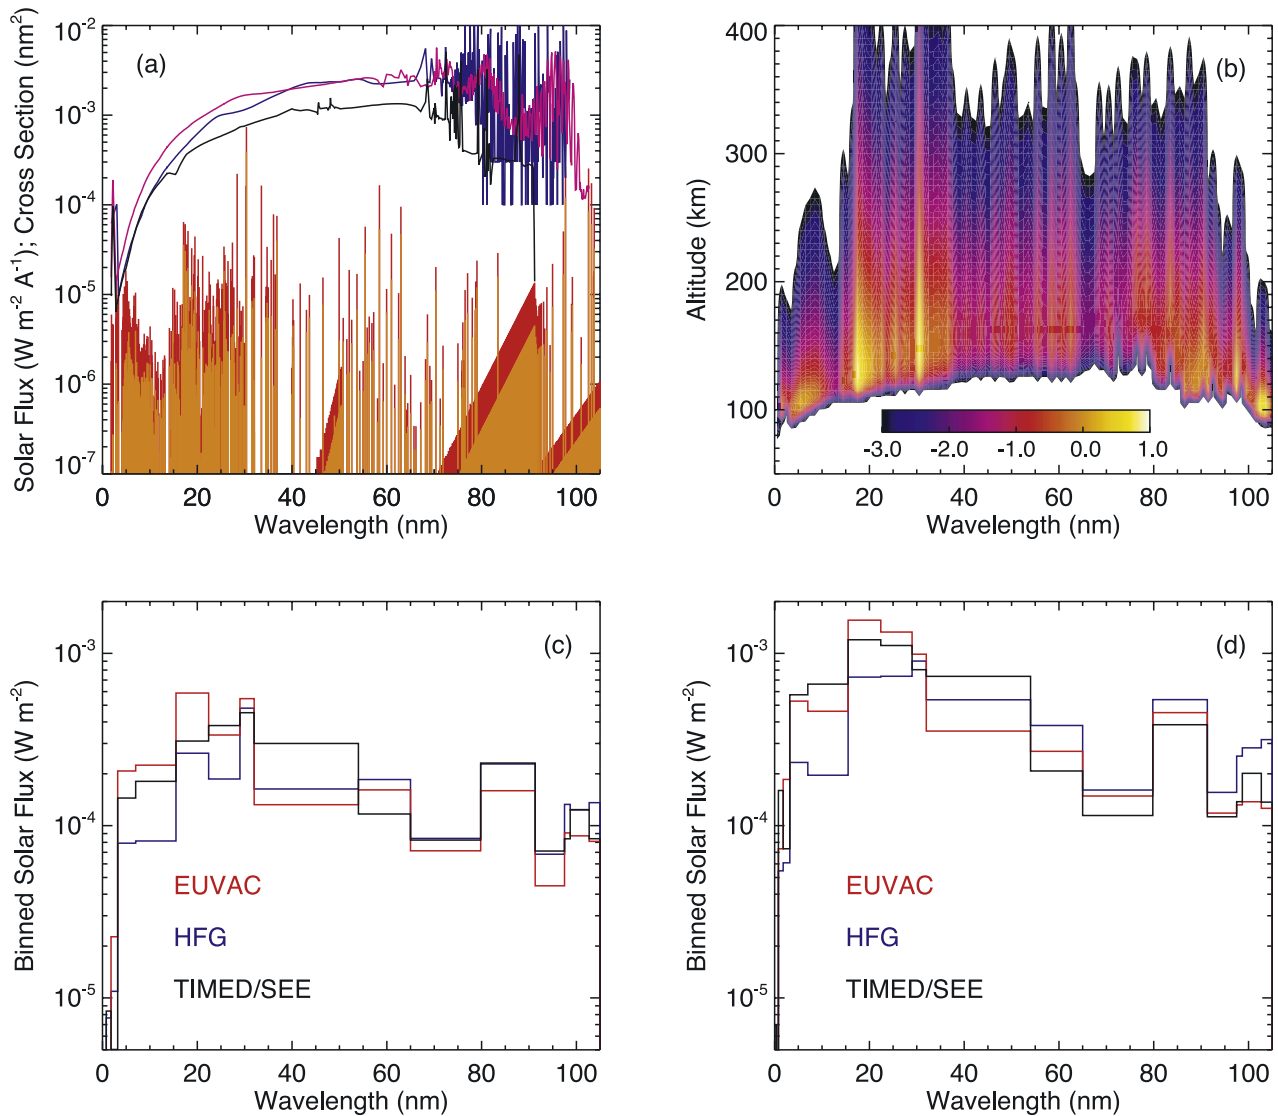 (a)
Solar Flux (W m-2 A-1); Cross Section (nm2)
10-2
10-3
10-4
10-5
10-6
10-7
0 20 40 60 80 100
Wavelength (nm)
(b)
Altitude (km)
400
300
200
100
-3.0 -2.0 -1.0 0.0 1.0
0 20 40 60 80 100
Wavelength (nm)
(c)
Binned Solar Flux (W m-2)
10-3
10-4
10-5
EUVAC
HFG
TIMED/SEE
0 20 40 60 80 100
Wavelength (nm)
(d)
Binned Solar Flux (W m-2)
10-3
10-4
10-5
EUVAC
HFG
TIMED/SEE
0 20 40 60 80 100
Wavelength (nm)